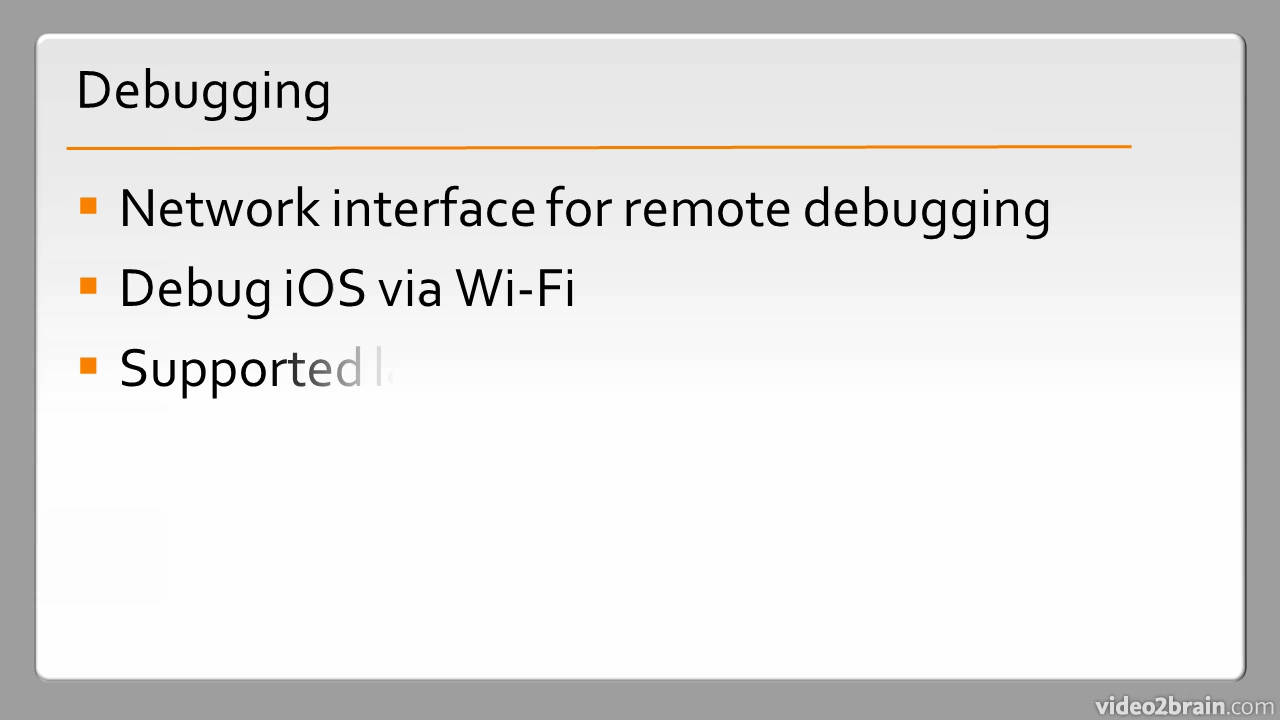 Debugging
Network interface for remote debugging
Debug iOS via Wi-Fi
Supported
video2brain.com